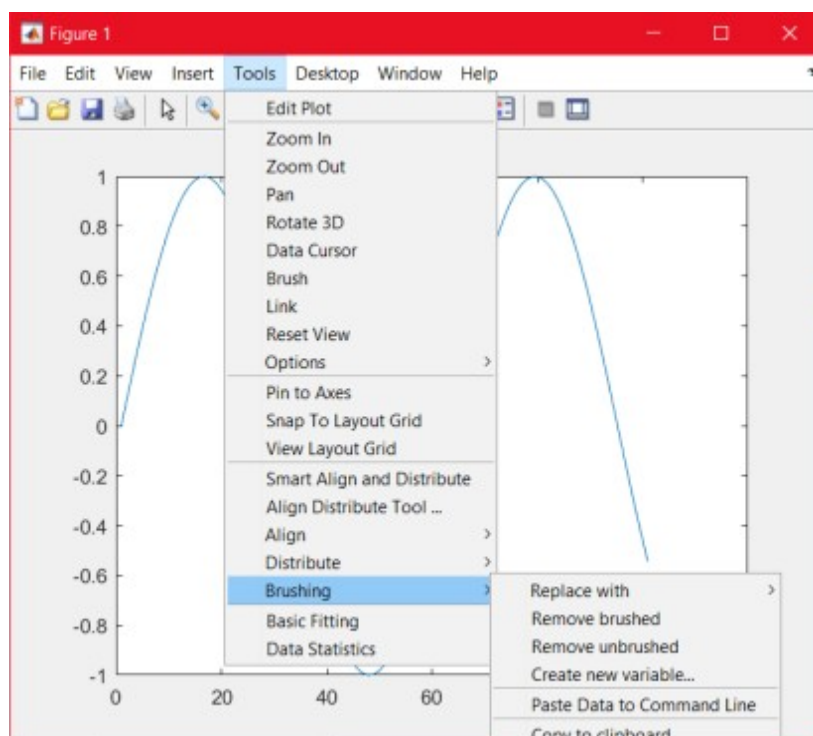 Figure 1
File Edit View Insert Tools Desktop Window Help
Edit Plot
Zoom In
Zoom Out
Pan
Rotate 3D
Data Cursor
Brush
Link
Reset View
Options
Pin to Axes
Snap To Layout Grid
View Layout Grid
Smart Align and Distribute
Align Distribute Tool ...
Align
Distribute
Brushing
Basic Fitting
Data Statistics
Replace with
Remove brushed
Remove unbrushed
Create new variable...
Paste Data to Command Line
Copy to clipboard
1
0.8
0.6
0.4
0.2
0
-0.2
-0.4
-0.6
-0.8
-1
0 20 40 60